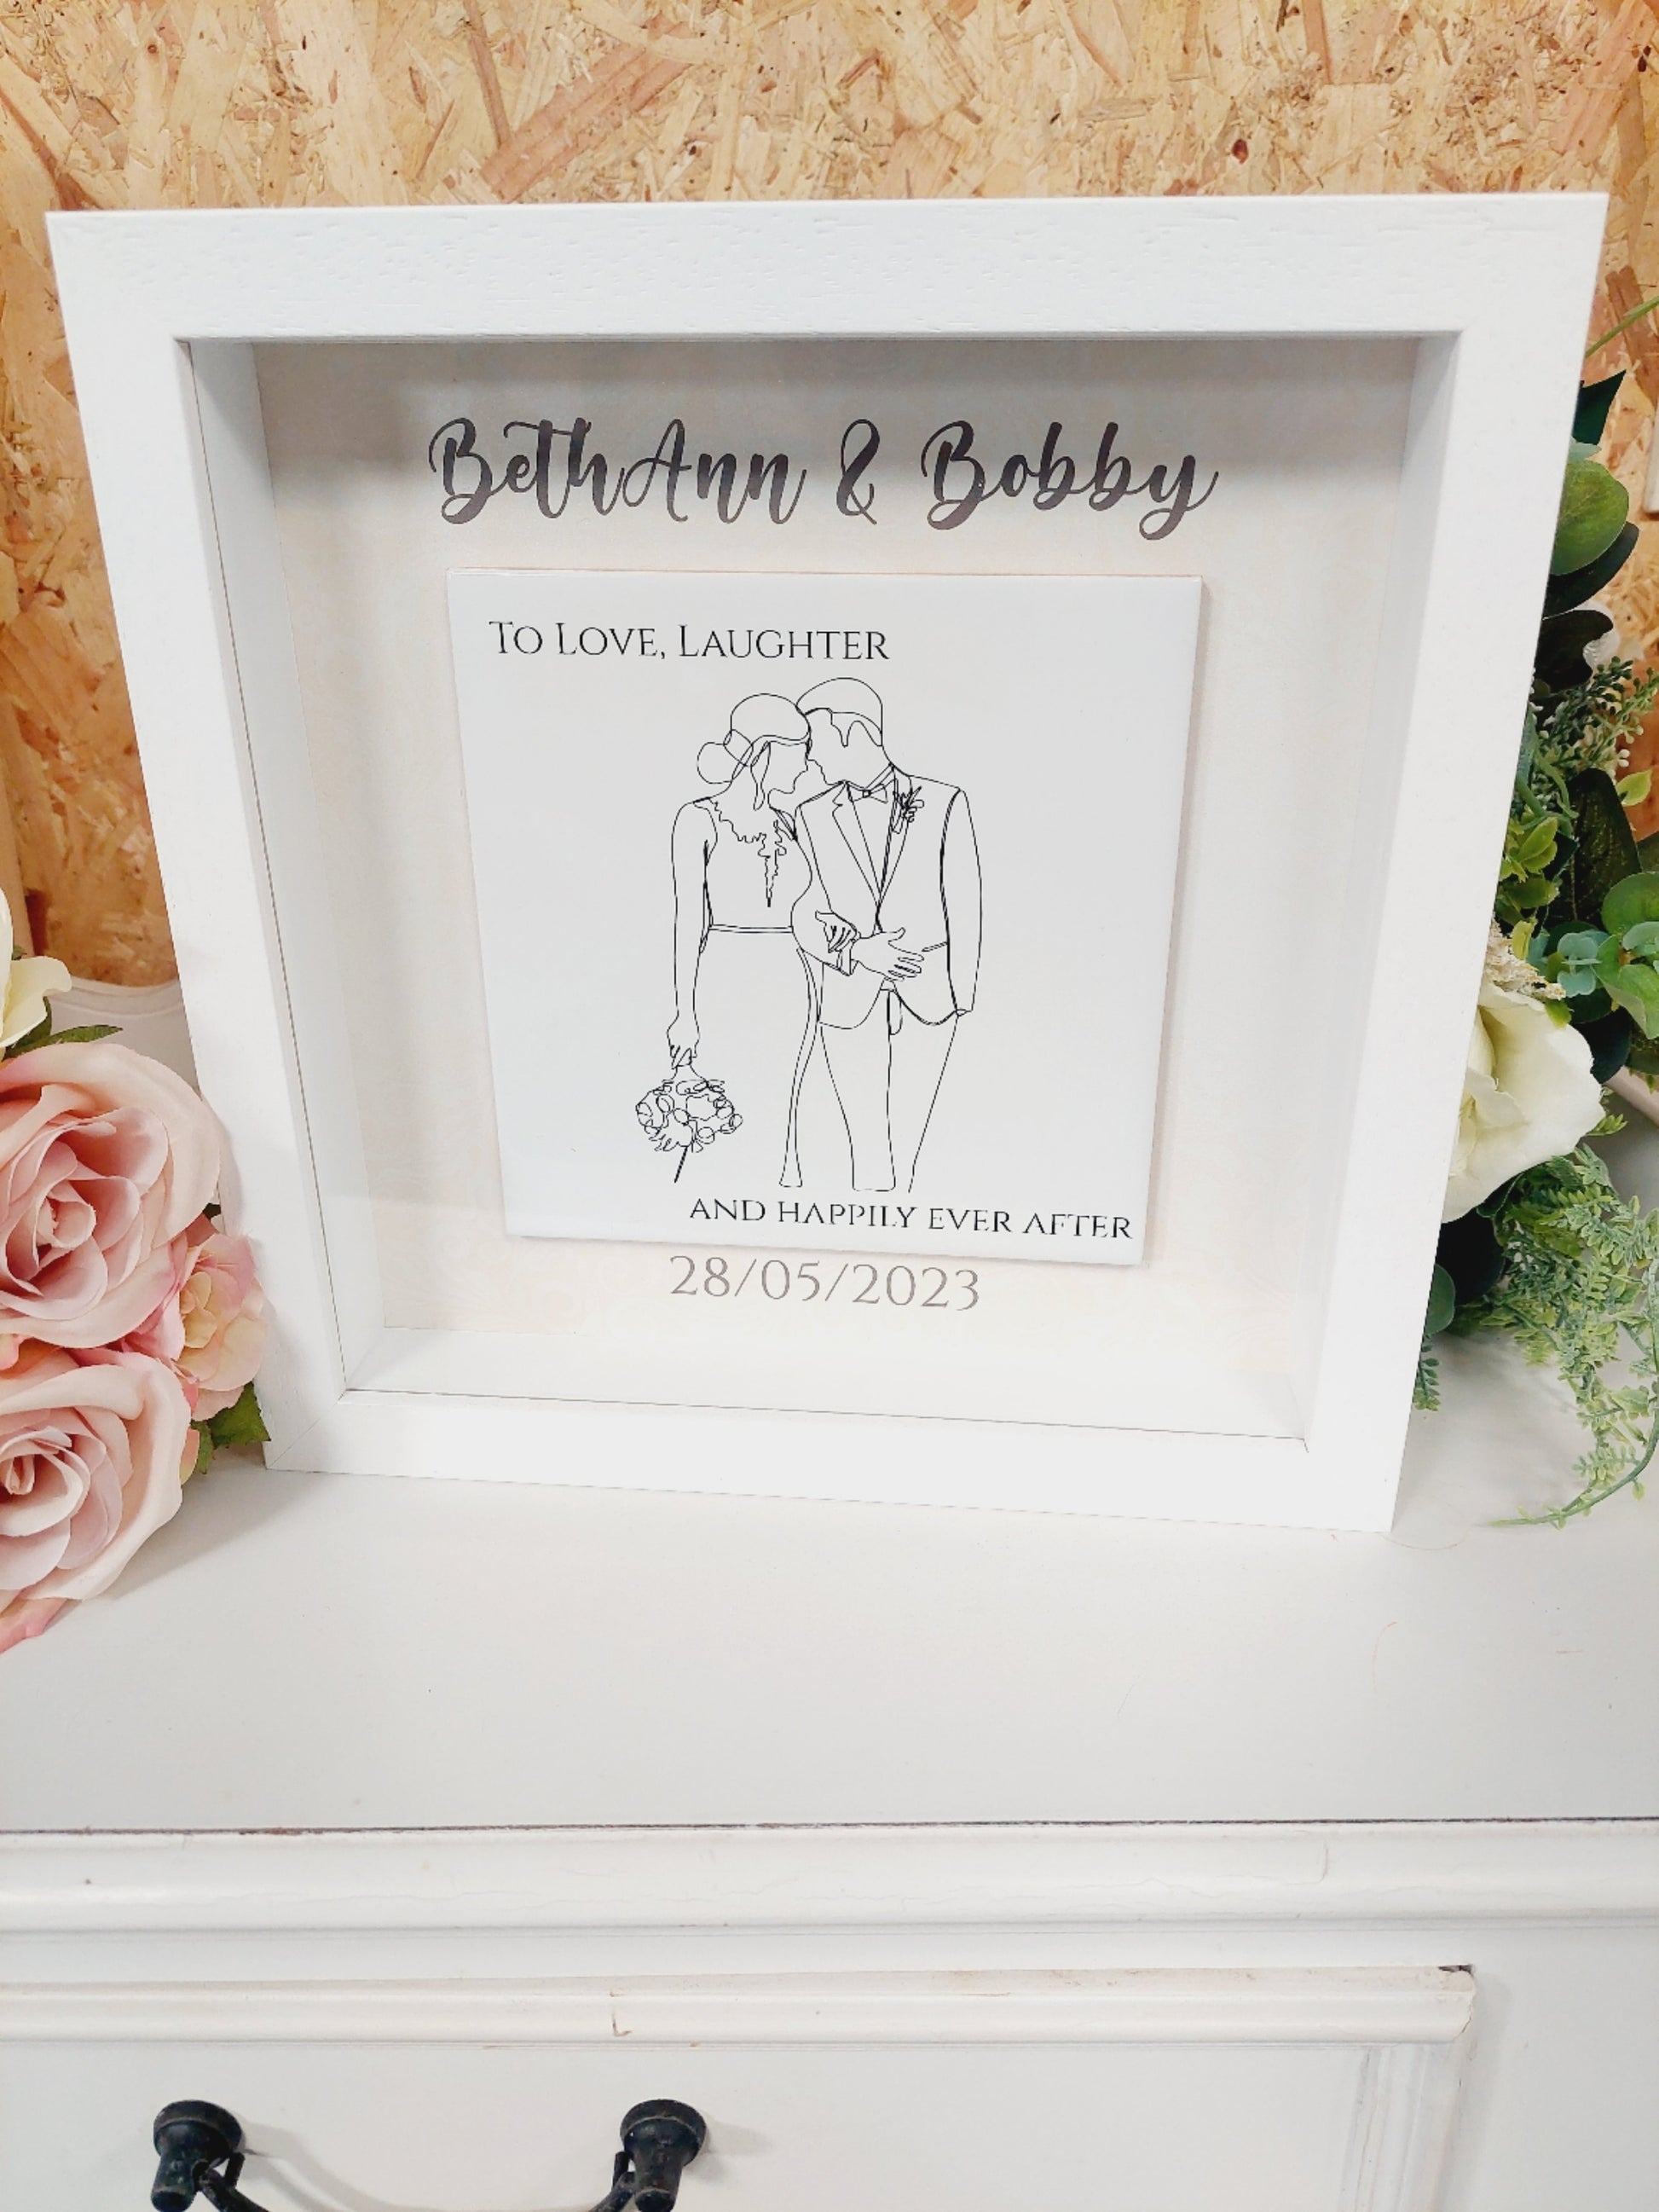 BethAnn & Bobby
To Love, Laughter
and happily ever after
28/05/2023